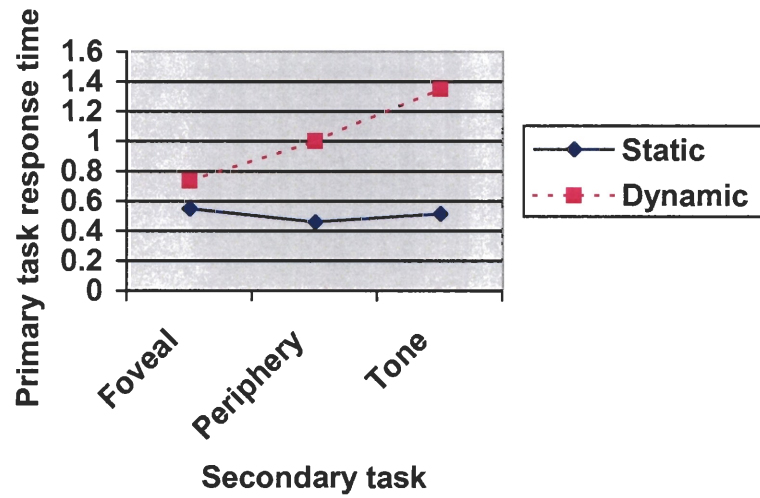 Primary task response time
1.6
1.4
1.2
1
0.8
0.6
0.4
0.2
0
Foveal
Periphery
Tone
Secondary task
Static
Dynamic